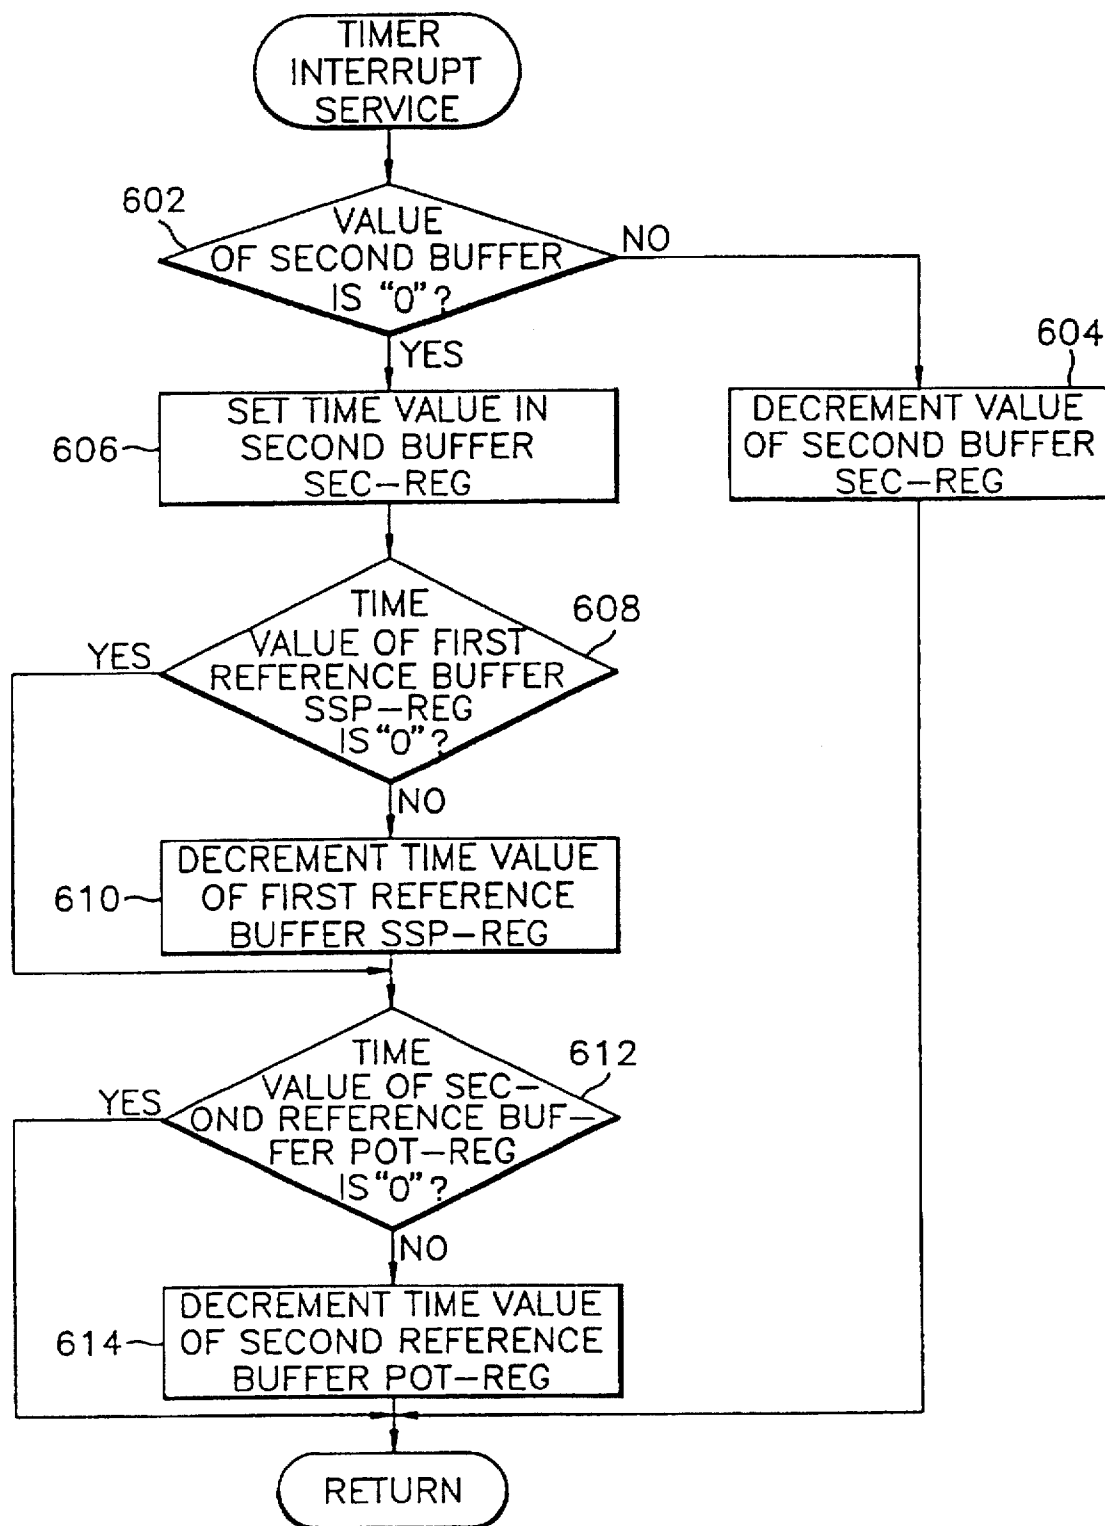 TIMER
INTERRUPT
SERVICE
602
VALUE
OF SECOND BUFFER
IS "0"?
NO
YES
604
DECREMENT VALUE
OF SECOND BUFFER
SEC-REG
606
SET TIME VALUE IN
SECOND BUFFER
SEC-REG
608
TIME
VALUE OF FIRST
REFERENCE BUFFER
SSP-REG
IS "0"?
YES
NO
610
DECREMENT TIME VALUE
OF FIRST REFERENCE
BUFFER SSP-REG
612
TIME
VALUE OF SEC-
OND REFERENCE BUF-
FER POT-REG
IS "0"?
YES
NO
614
DECREMENT TIME VALUE
OF SECOND REFERENCE
BUFFER POT-REG
RETURN